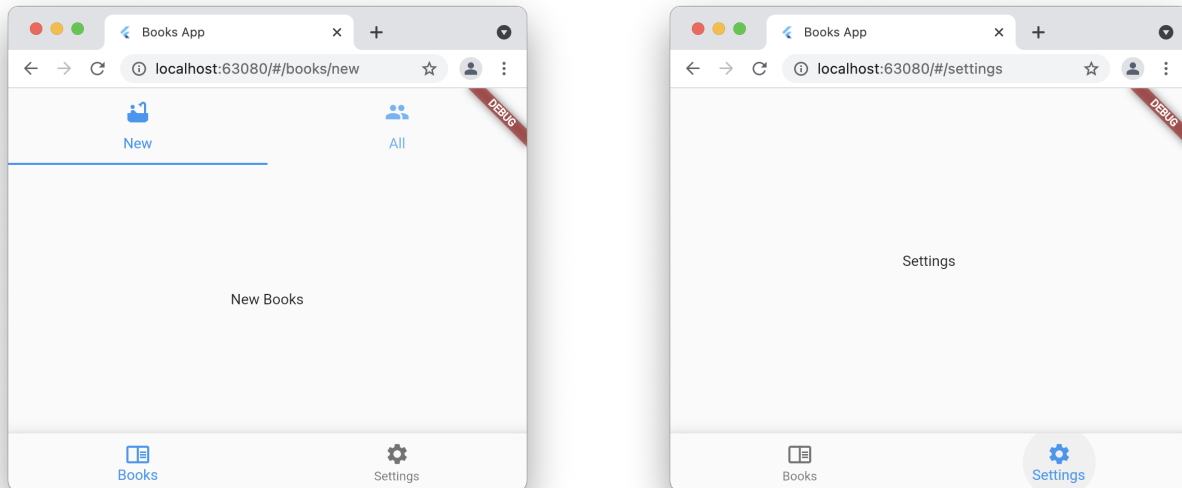 Books App
localhost:63080/#/books/new
DEBUG
New
All
New Books
Books
Settings
Books App
localhost:63080/#/settings
DEBUG
Settings
Books
Settings